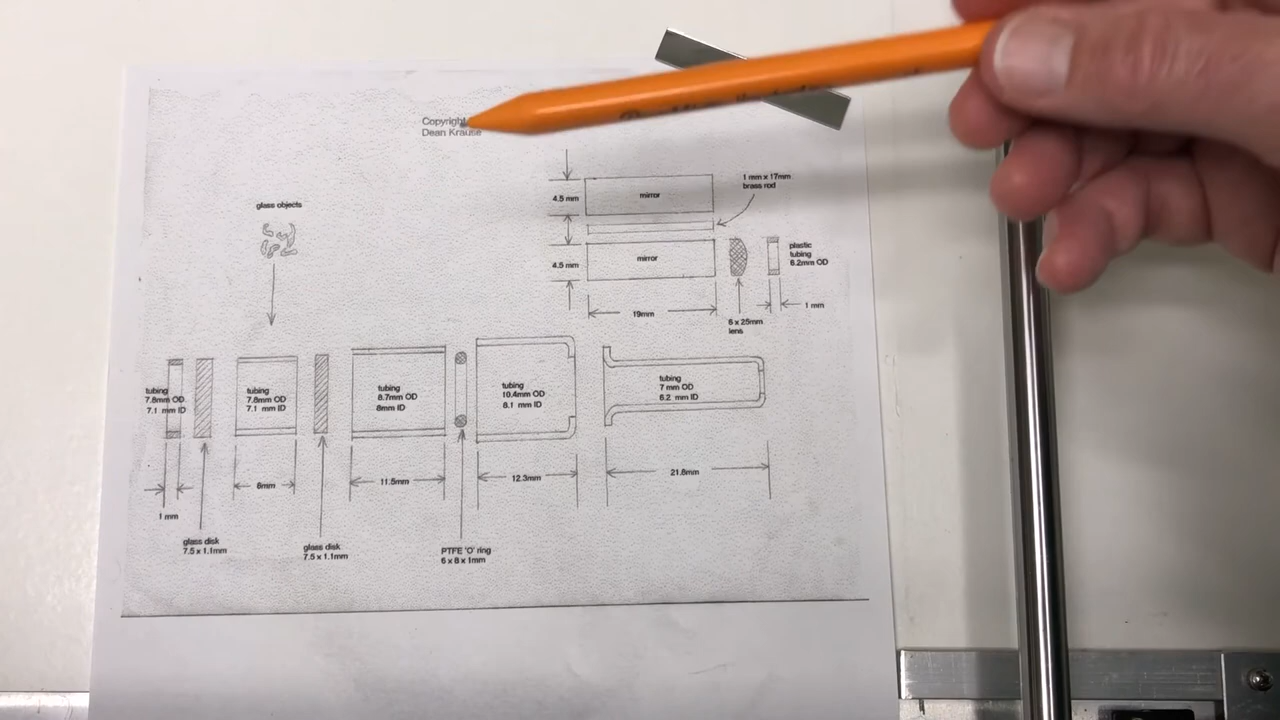 Copyright
Dean Krause
4.5 mm
mirror
1 mm x 17mm
brass rod
glass objects
4.5 mm
mirror
plastic
tubing
6.2mm OD
19mm
1 mm
6 x 25mm
lens
tubing
7.8mm OD
7.1 mm ID
tubing
7.8mm OD
7.1 mm ID
tubing
8.7mm OD
8mm ID
tubing
10.4mm OD
8.1 mm ID
tubing
7 mm OD
6.2 mm ID
1 mm
6mm
11.5mm
12.3mm
21.6mm
glass disk
7.5 x 1.1mm
glass disk
7.5 x 1.1mm
PTFE 'O' ring
6 x 8 x 1mm